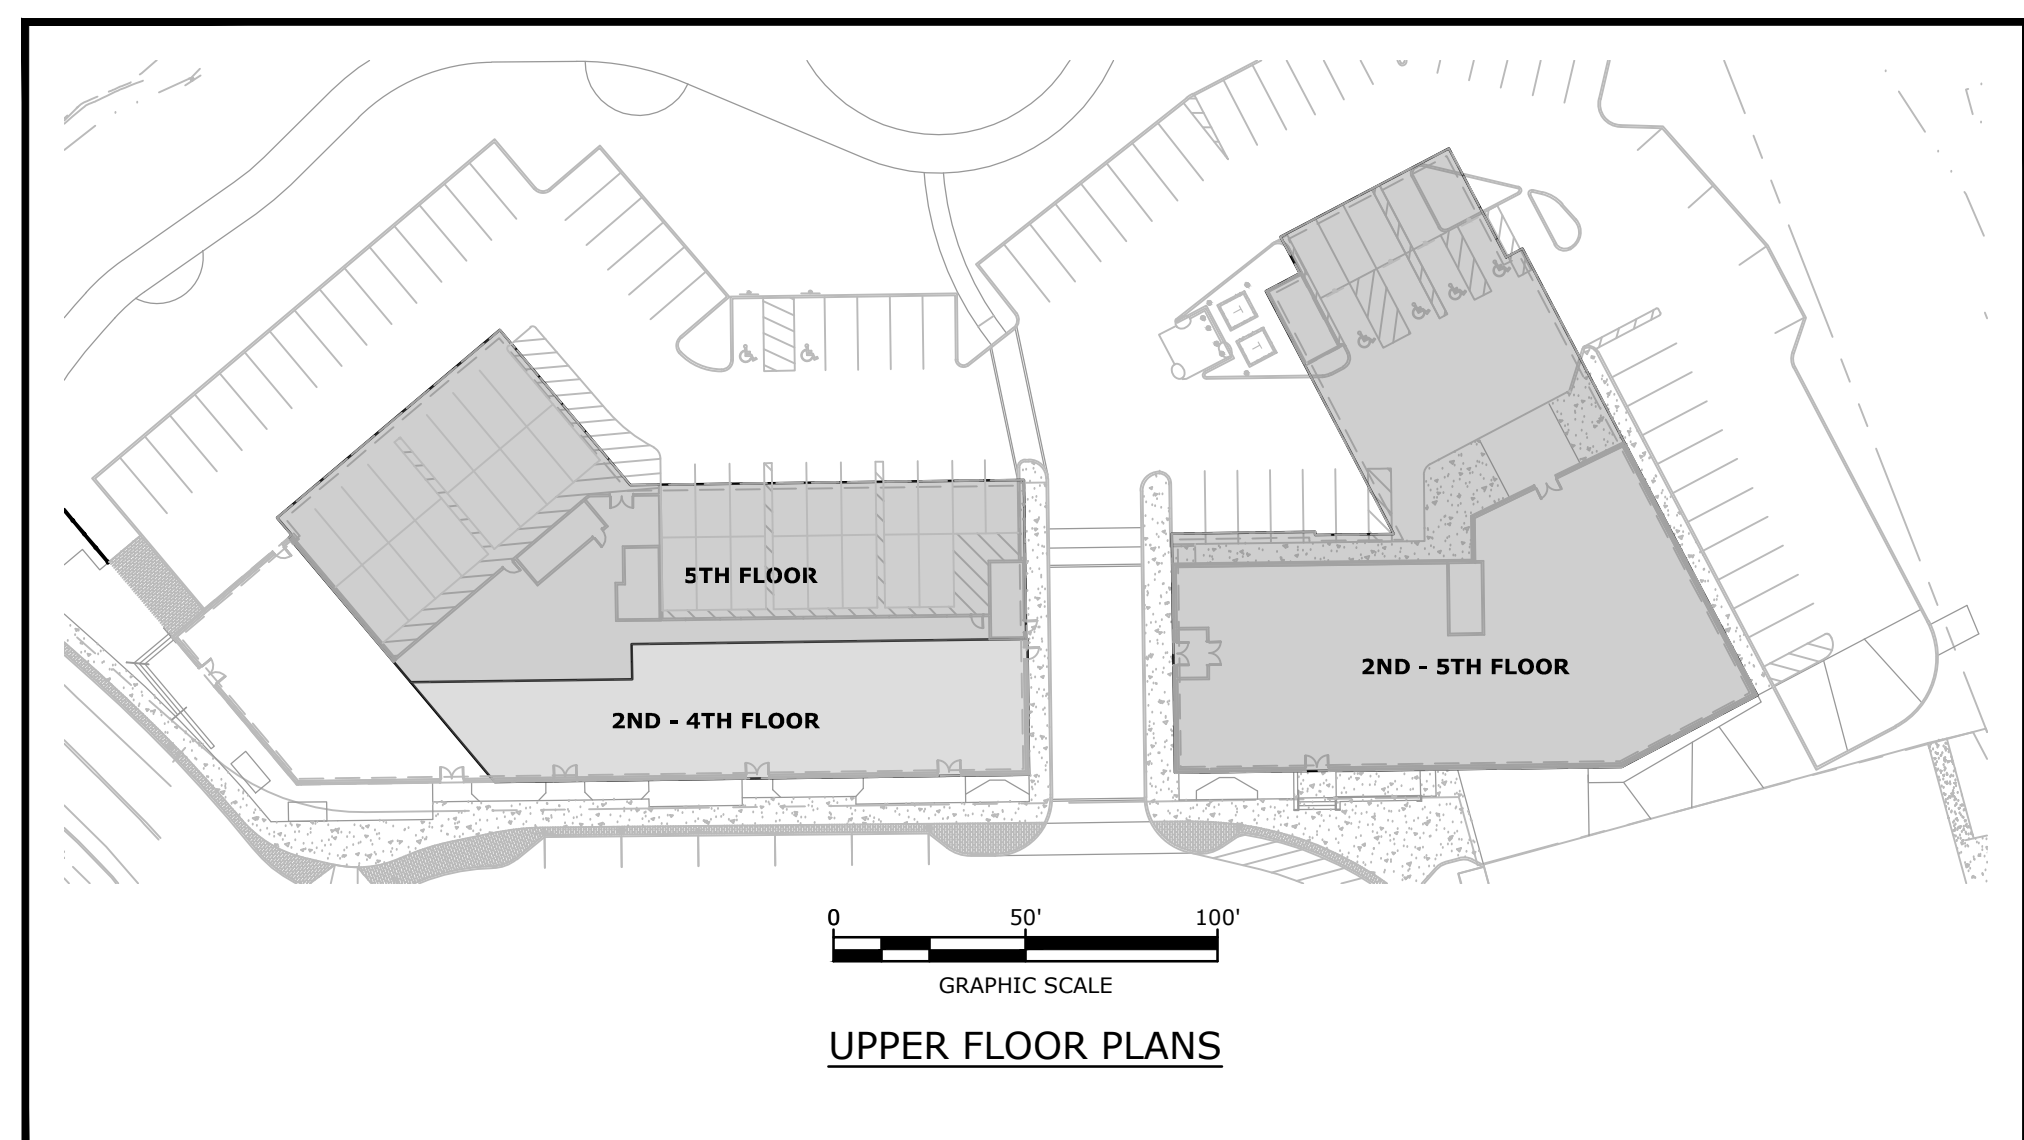 5TH FLOOR
2ND - 4TH FLOOR
2ND - 5TH FLOOR
T
T
0 50' 100'
GRAPHIC SCALE
UPPER FLOOR PLANS